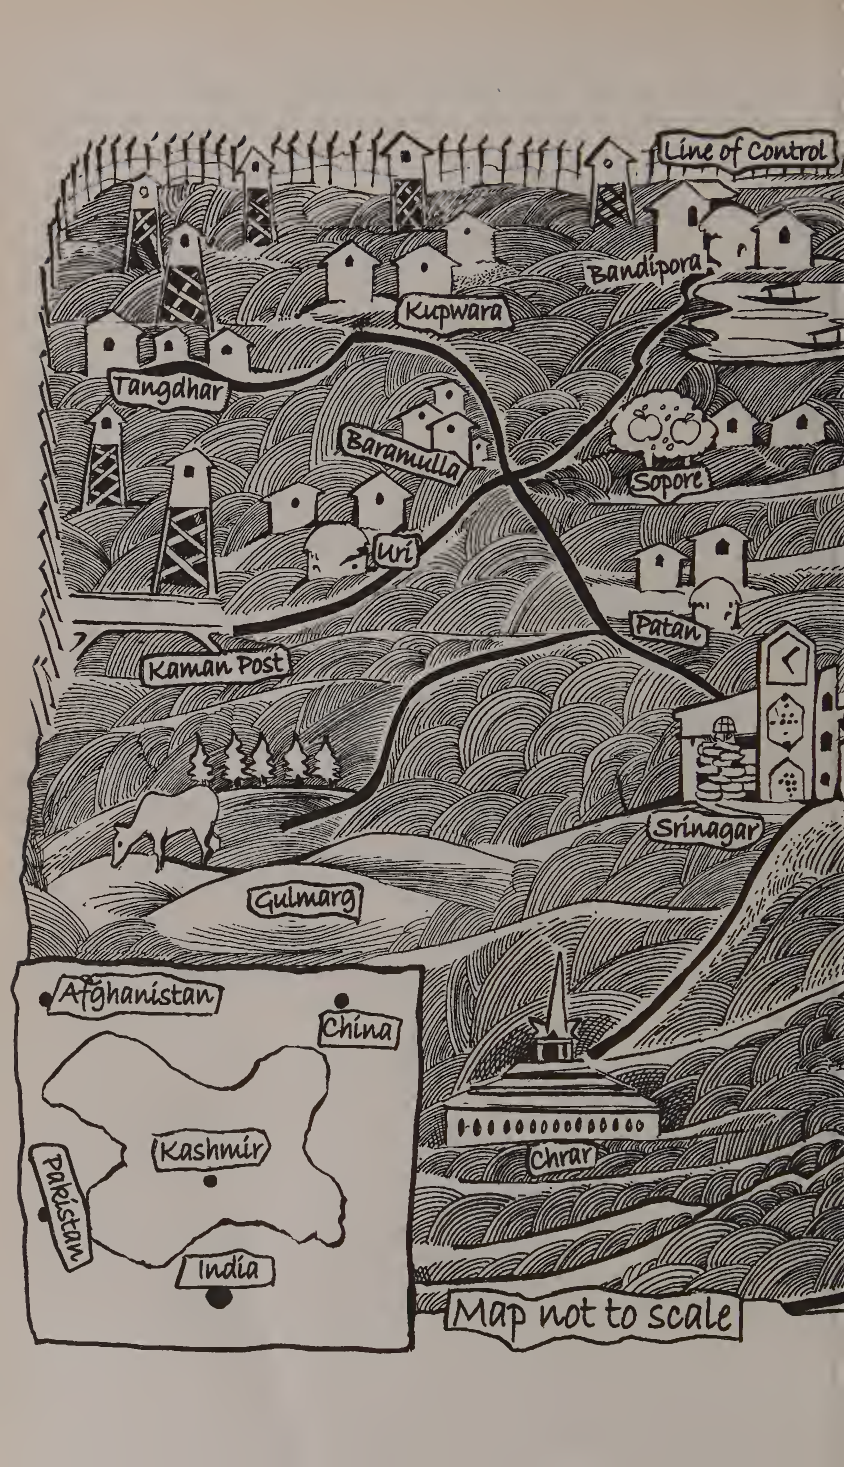 Line of Control
Bandipora
Kupwara
Tangdhar
Baramulla
Sopore
Uri
Patan
Kaman Post
Srinagar
Gulmarg
Afghanistan
China
Kashmir
Pakistan
India
Chrar
Map not to scale